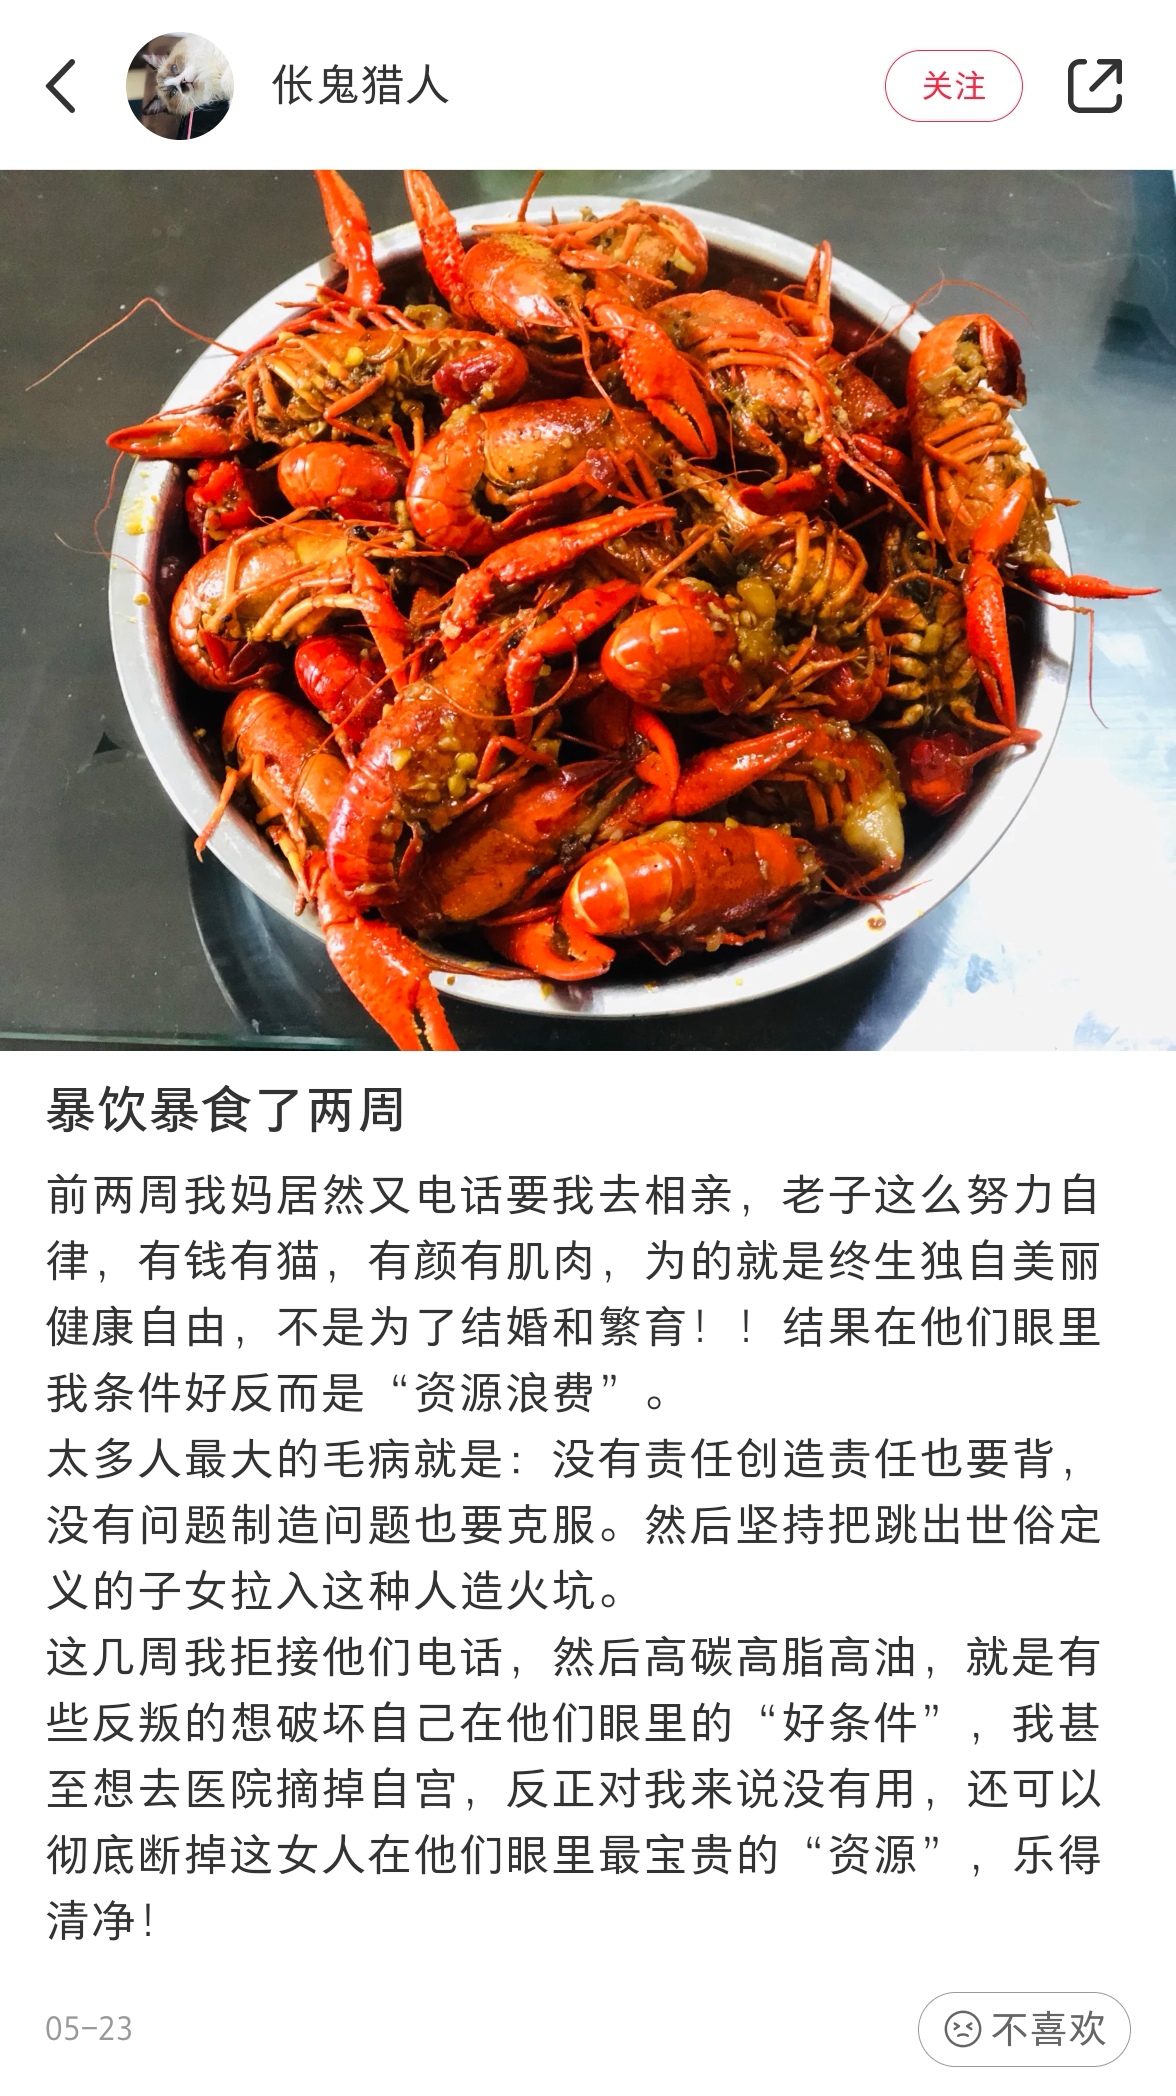 伥鬼猎人
关注
暴饮暴食了两周
前两周我妈居然又电话要我去相亲，老子这么努力自
律，有钱有猫，有颜有肌肉，为的就是终生独自美丽
健康自由，不是为了结婚和繁育！！结果在他们眼里
我条件好反而是“资源浪费”。
太多人最大的毛病就是：没有责任创造责任也要背，
没有问题制造问题也要克服。然后坚持把跳出世俗定
义的子女拉入这种人造火坑。
这几周我拒接他们电话，然后高碳高脂高油，就是有
些反叛的想破坏自己在他们眼里的“好条件”，我甚
至想去医院摘掉自宫，反正对我来说没有用，还可以
彻底断掉这女人在他们眼里最宝贵的“资源”，乐得
清净！
05-23
不喜欢